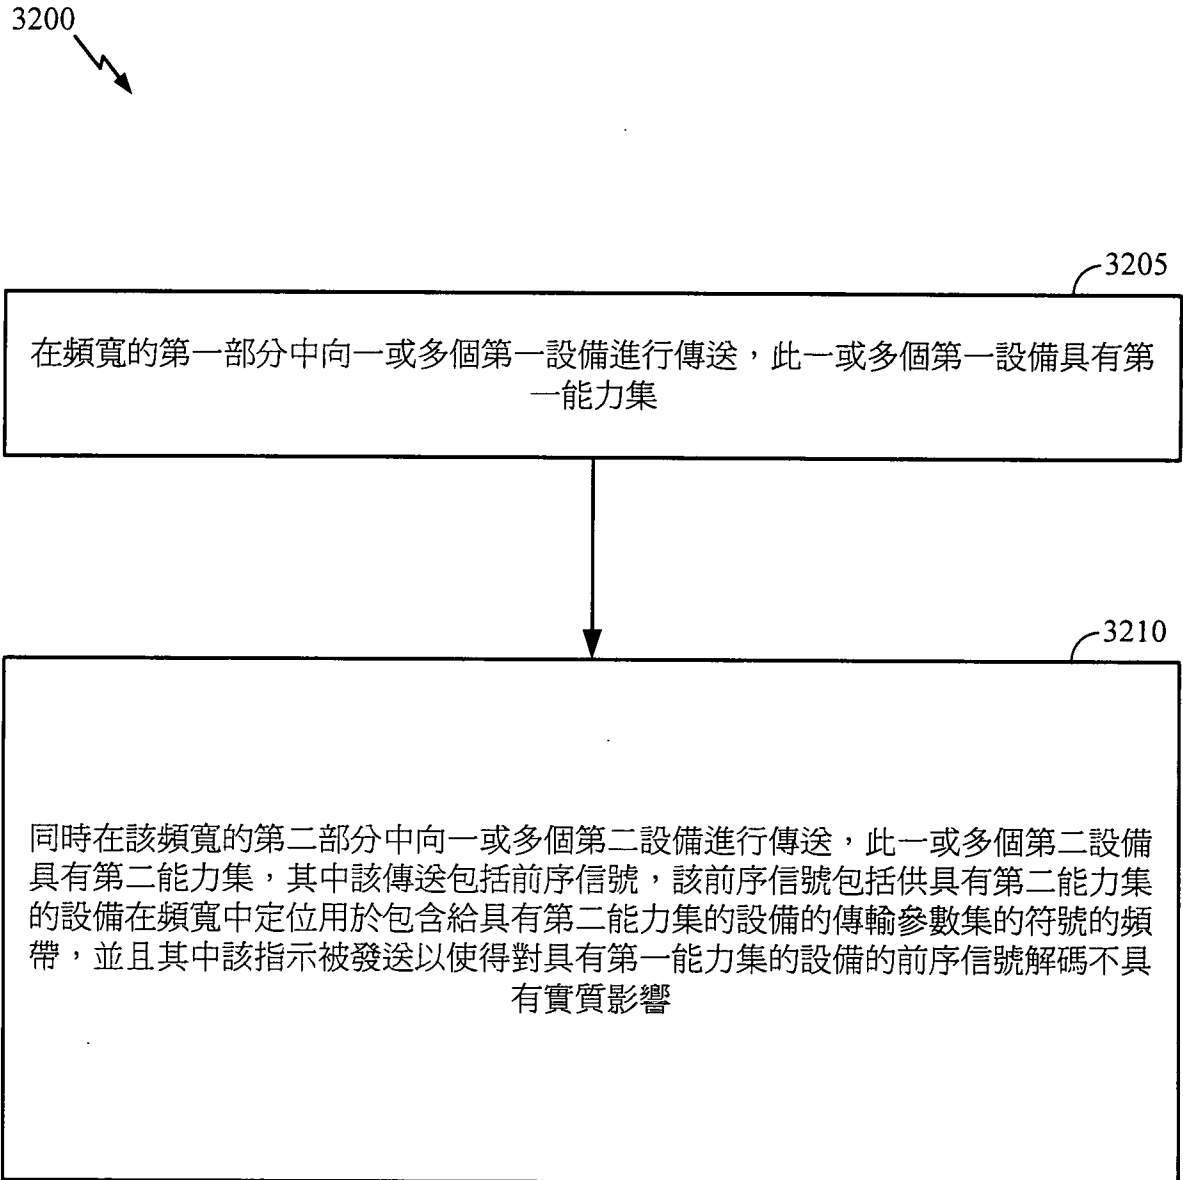 3200
3205
在頻寬的第一部分中向一或多個第一設備進行傳送，此一或多個第一設備具有第
一能力集
3210
同時在該頻寬的第二部分中向一或多個第二設備進行傳送，此一或多個第二設備
具有第二能力集，其中該傳送包括前序信號，該前序信號包括供具有第二能力集
的設備在頻寬中定位用於包含給具有第二能力集的設備的傳輸參數集的符號的頻
帶，並且其中該指示被發送以使得對具有第一能力集的設備的前序信號解碼不具
有實質影響